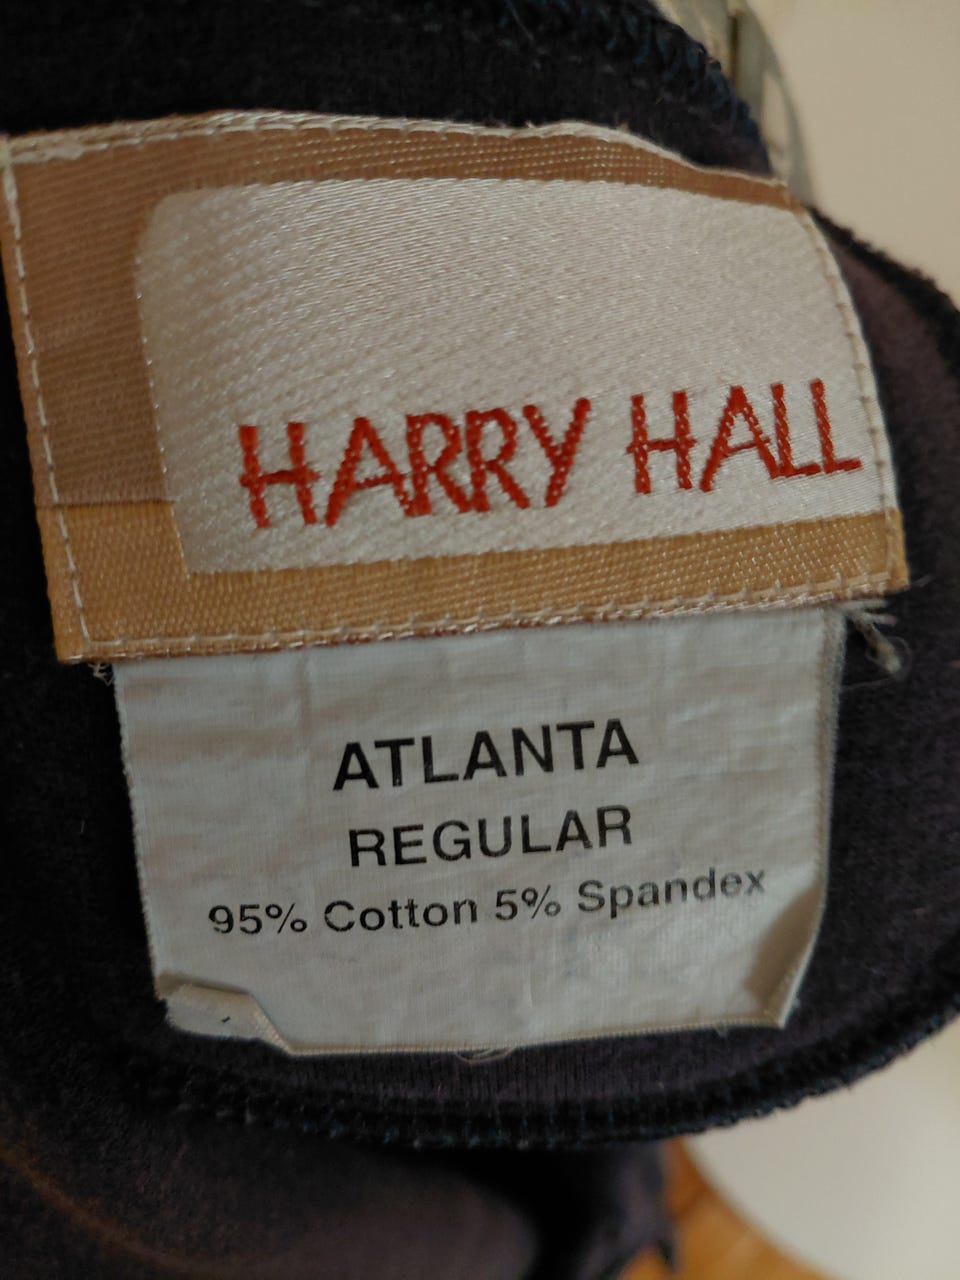 HARRY HALL
ATLANTA
REGULAR
95% Cotton 5% Spandex